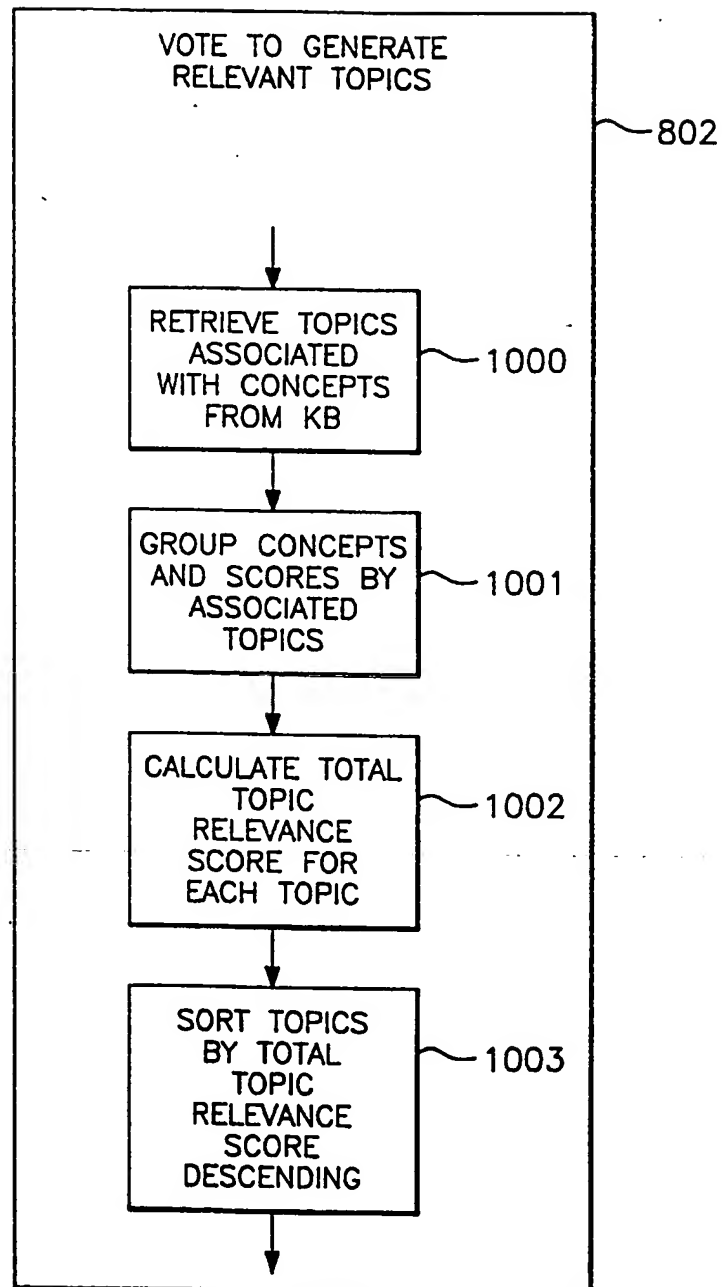 VOTE TO GENERATE
RELEVANT TOPICS
802
RETRIEVE TOPICS
ASSOCIATED
WITH CONCEPTS
FROM KB
1000
GROUP CONCEPTS
AND SCORES BY
ASSOCIATED
TOPICS
1001
CALCULATE TOTAL
TOPIC
RELEVANCE
SCORE FOR
EACH TOPIC
1002
SORT TOPICS
BY TOTAL
TOPIC
RELEVANCE
SCORE
DESCENDING
1003